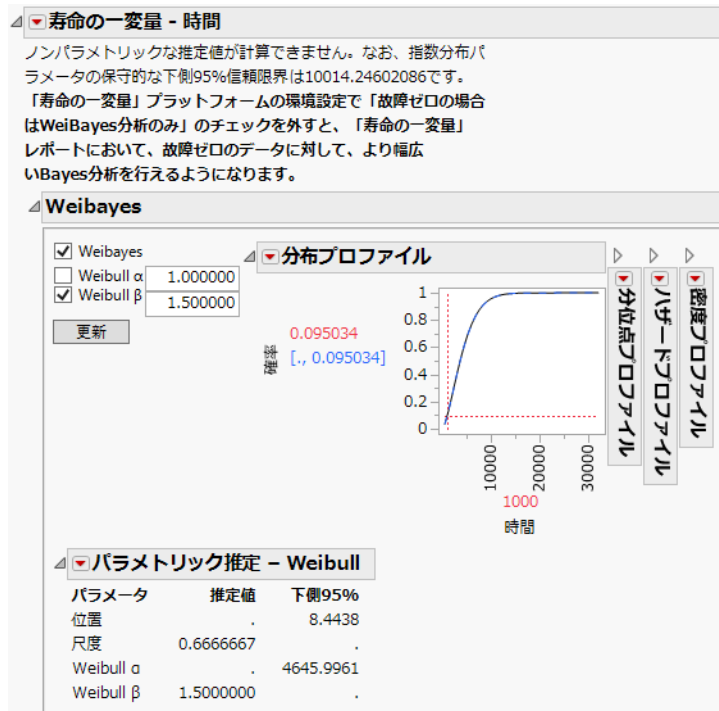 寿命の一変量 - 時間
ノンパラメトリックな推定値が計算できません。なお、指数分布パ
ラメータの保守的な下側95%信頼限界は10014.24602086です。
「寿命の一変量」プラットフォームの環境設定で「故障ゼロの場合
はWeiBayes分析のみ」のチェックを外すと、「寿命の一変量」
レポートにおいて、故障ゼロのデータに対して、より幅広
いBayes分析を行えるようになります。
Weibayes
Weibayes
Weibull α 1.000000
Weibull β 1.500000
更新
分布プロファイル
確率
0.095034
[., 0.095034]
1
0.8
0.6
0.4
0.2
0
10000
20000
30000
1000
時間
分位点プロファイル
ハザードプロファイル
密度プロファイル
パラメトリック推定 – Weibull
パラメータ 推定値 下側95%
位置 . 8.4438
尺度 0.6666667 .
Weibull α . 4645.9961
Weibull β 1.5000000 .